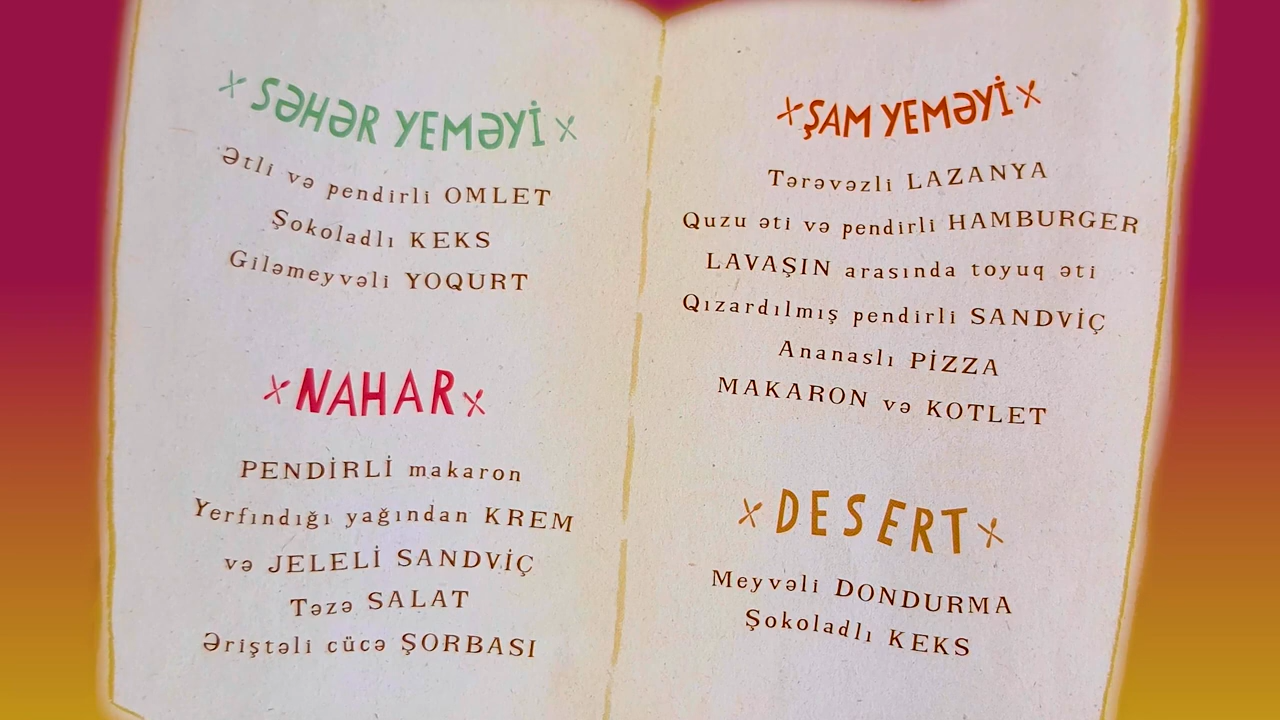 SƏHƏR YEMƏYİ
Ətli və pendirli OMLET
Şokoladlı KEKS
Giləmeyvəli YOQURT
NAHAR
PENDİRLİ makaron
Yerfındığı yağından KREM
və JELELİ SANDVİÇ
Təzə SALAT
Əriştəli cücə ŞORBASI
ŞAM YEMƏYİ
Tərəvəzli LAZANYA
Quzu əti və pendirli HAMBURGER
LAVAŞIN arasında toyuq əti
Qızardılmış pendirli SANDVİÇ
Ananaslı PİZZA
MAKARON və KOTLET
DESERT
Meyvəli DONDURMA
Şokoladlı KEKS